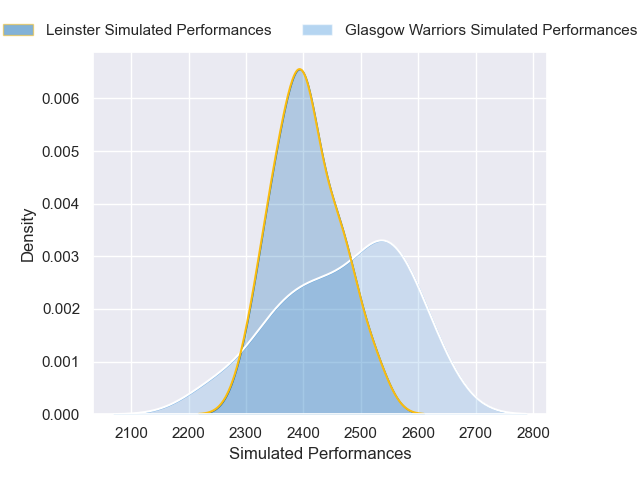 Leinster Simulated Performances Glasgow Warriors Simulated Performances
0.006
0.005
0.004
0.003
0.002
0.001
0.000
Density
2100 2200 2300 2400 2500 2600 2700 2800
Simulated Performances